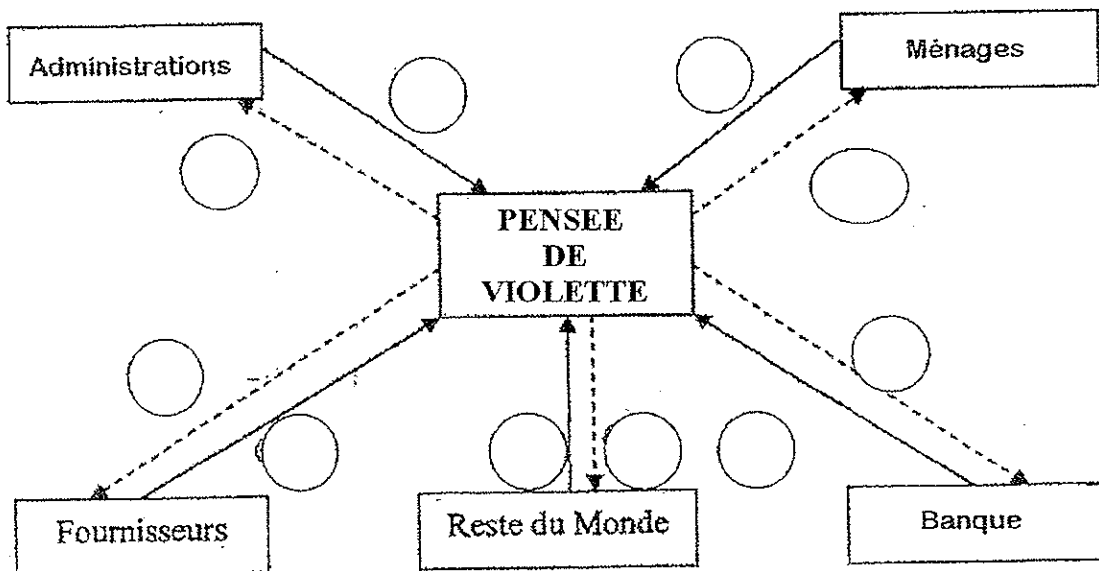 Administrations
Ménages
PENSEE
DE
VIOLETTE
Fournisseurs
Reste du Monde
Banque